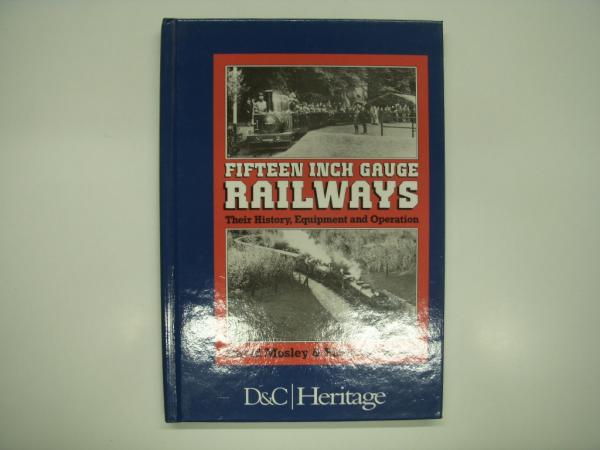 FIFTEEN INCH GAUGE
RAILWAYS
Their History, Equipment and Operation
Mosley &
D&C | Heritage